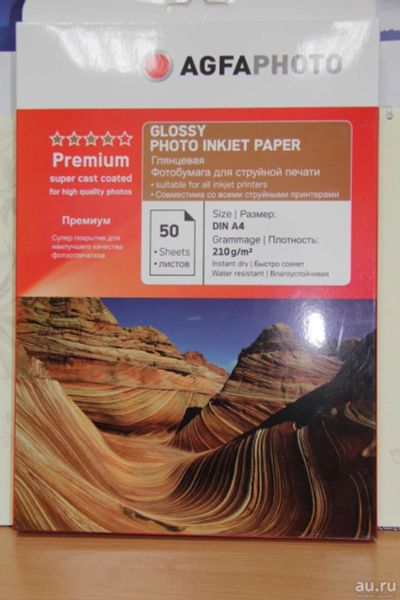 AGFAPHOTO
GLOSSY
PHOTO INKJET PAPER
Глянцевая
Фотобумага для струйной печати
• suitable for all inkjet printers
• Совместима со всеми струйными принтерами
Premium
super cast coated
for high quality photos
Премиум
Супер покрытие для
наилучшего качества
фотоотпечатков
50
• Sheets
• листов
Size | Размер:
DIN A4
Grammage | Плотность:
210g/m²
Instant dry | Быстро сохнет
Water resistant | Влагоустойчивая
au.ru